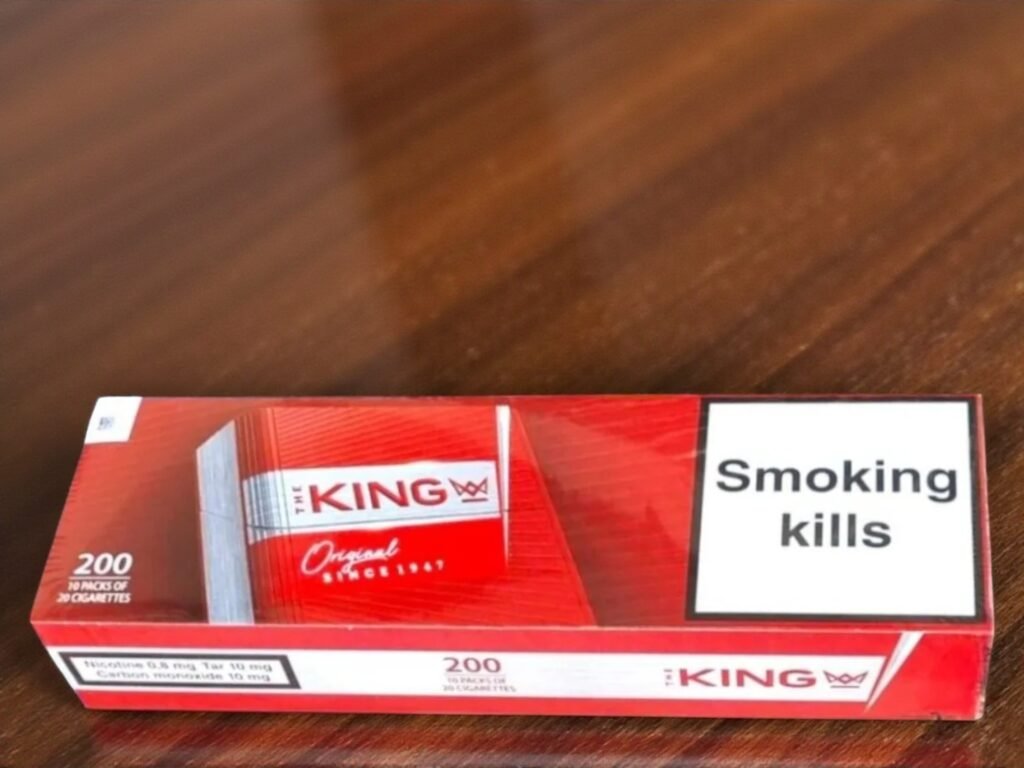 THE KING
Original
SINCE 1947
200
10 PACKS OF
20 CIGARETTES
Smoking
kills
Nicotine 0,8 mg Tar 10 mg
Carbon monoxide 10 mg
200
10 PACKS OF
20 CIGARETTES
THE KING